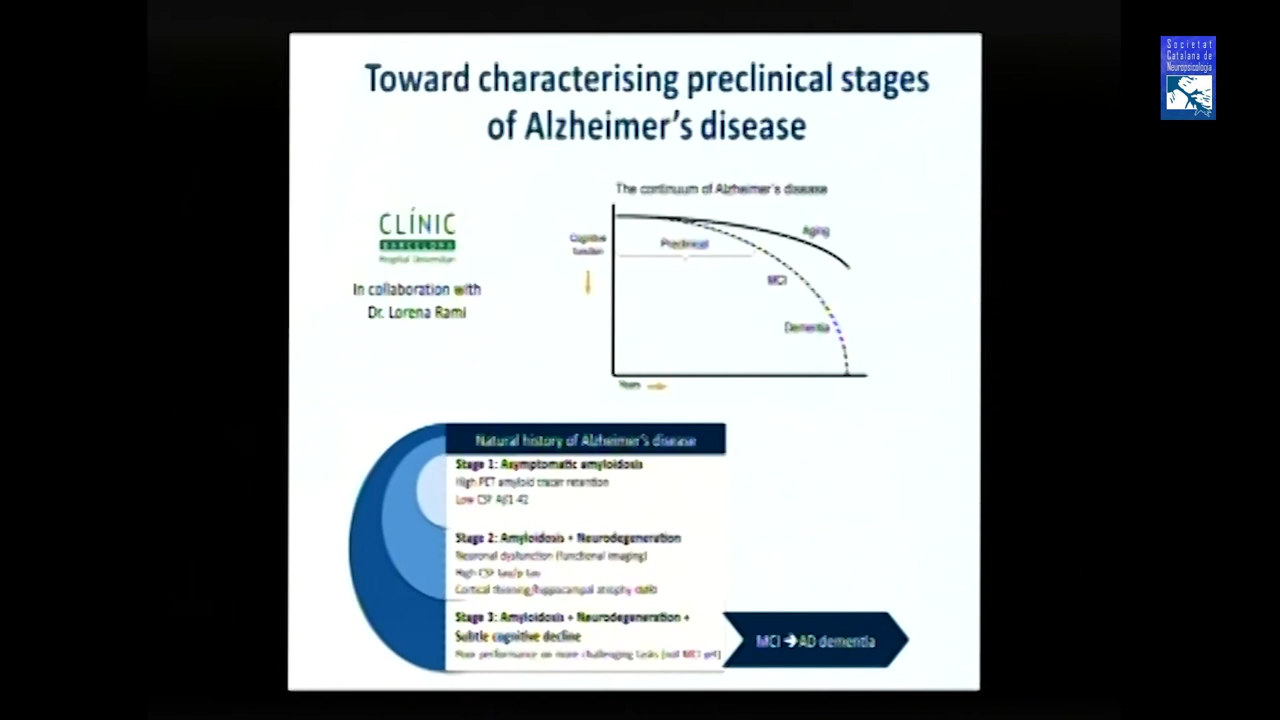 Societat
Catalana de
Neuropsicologia
Toward characterising preclinical stages
of Alzheimer's disease
The continuum of Alzheimer's disease
CLÍNIC
BARCELONA
Hospital Universitari
In collaboration with
Dr. Lorena Rami
Cognitive
function
Preclinical
Aging
MCI
Dementia
Years
Natural history of Alzheimer's disease
Stage 1: Asymptomatic amyloidosis
High PET amyloid tracer retention
Low CSF Aβ1-42
Stage 2: Amyloidosis + Neurodegeneration
Neuronal dysfunction (functional imaging)
High CSF tau/p-tau
Cortical thinning/hippocampal atrophy
Stage 3: Amyloidosis + Neurodegeneration +
Subtle cognitive decline
Poor performance on more challenging tasks (not MCI yet)
MCI → AD dementia